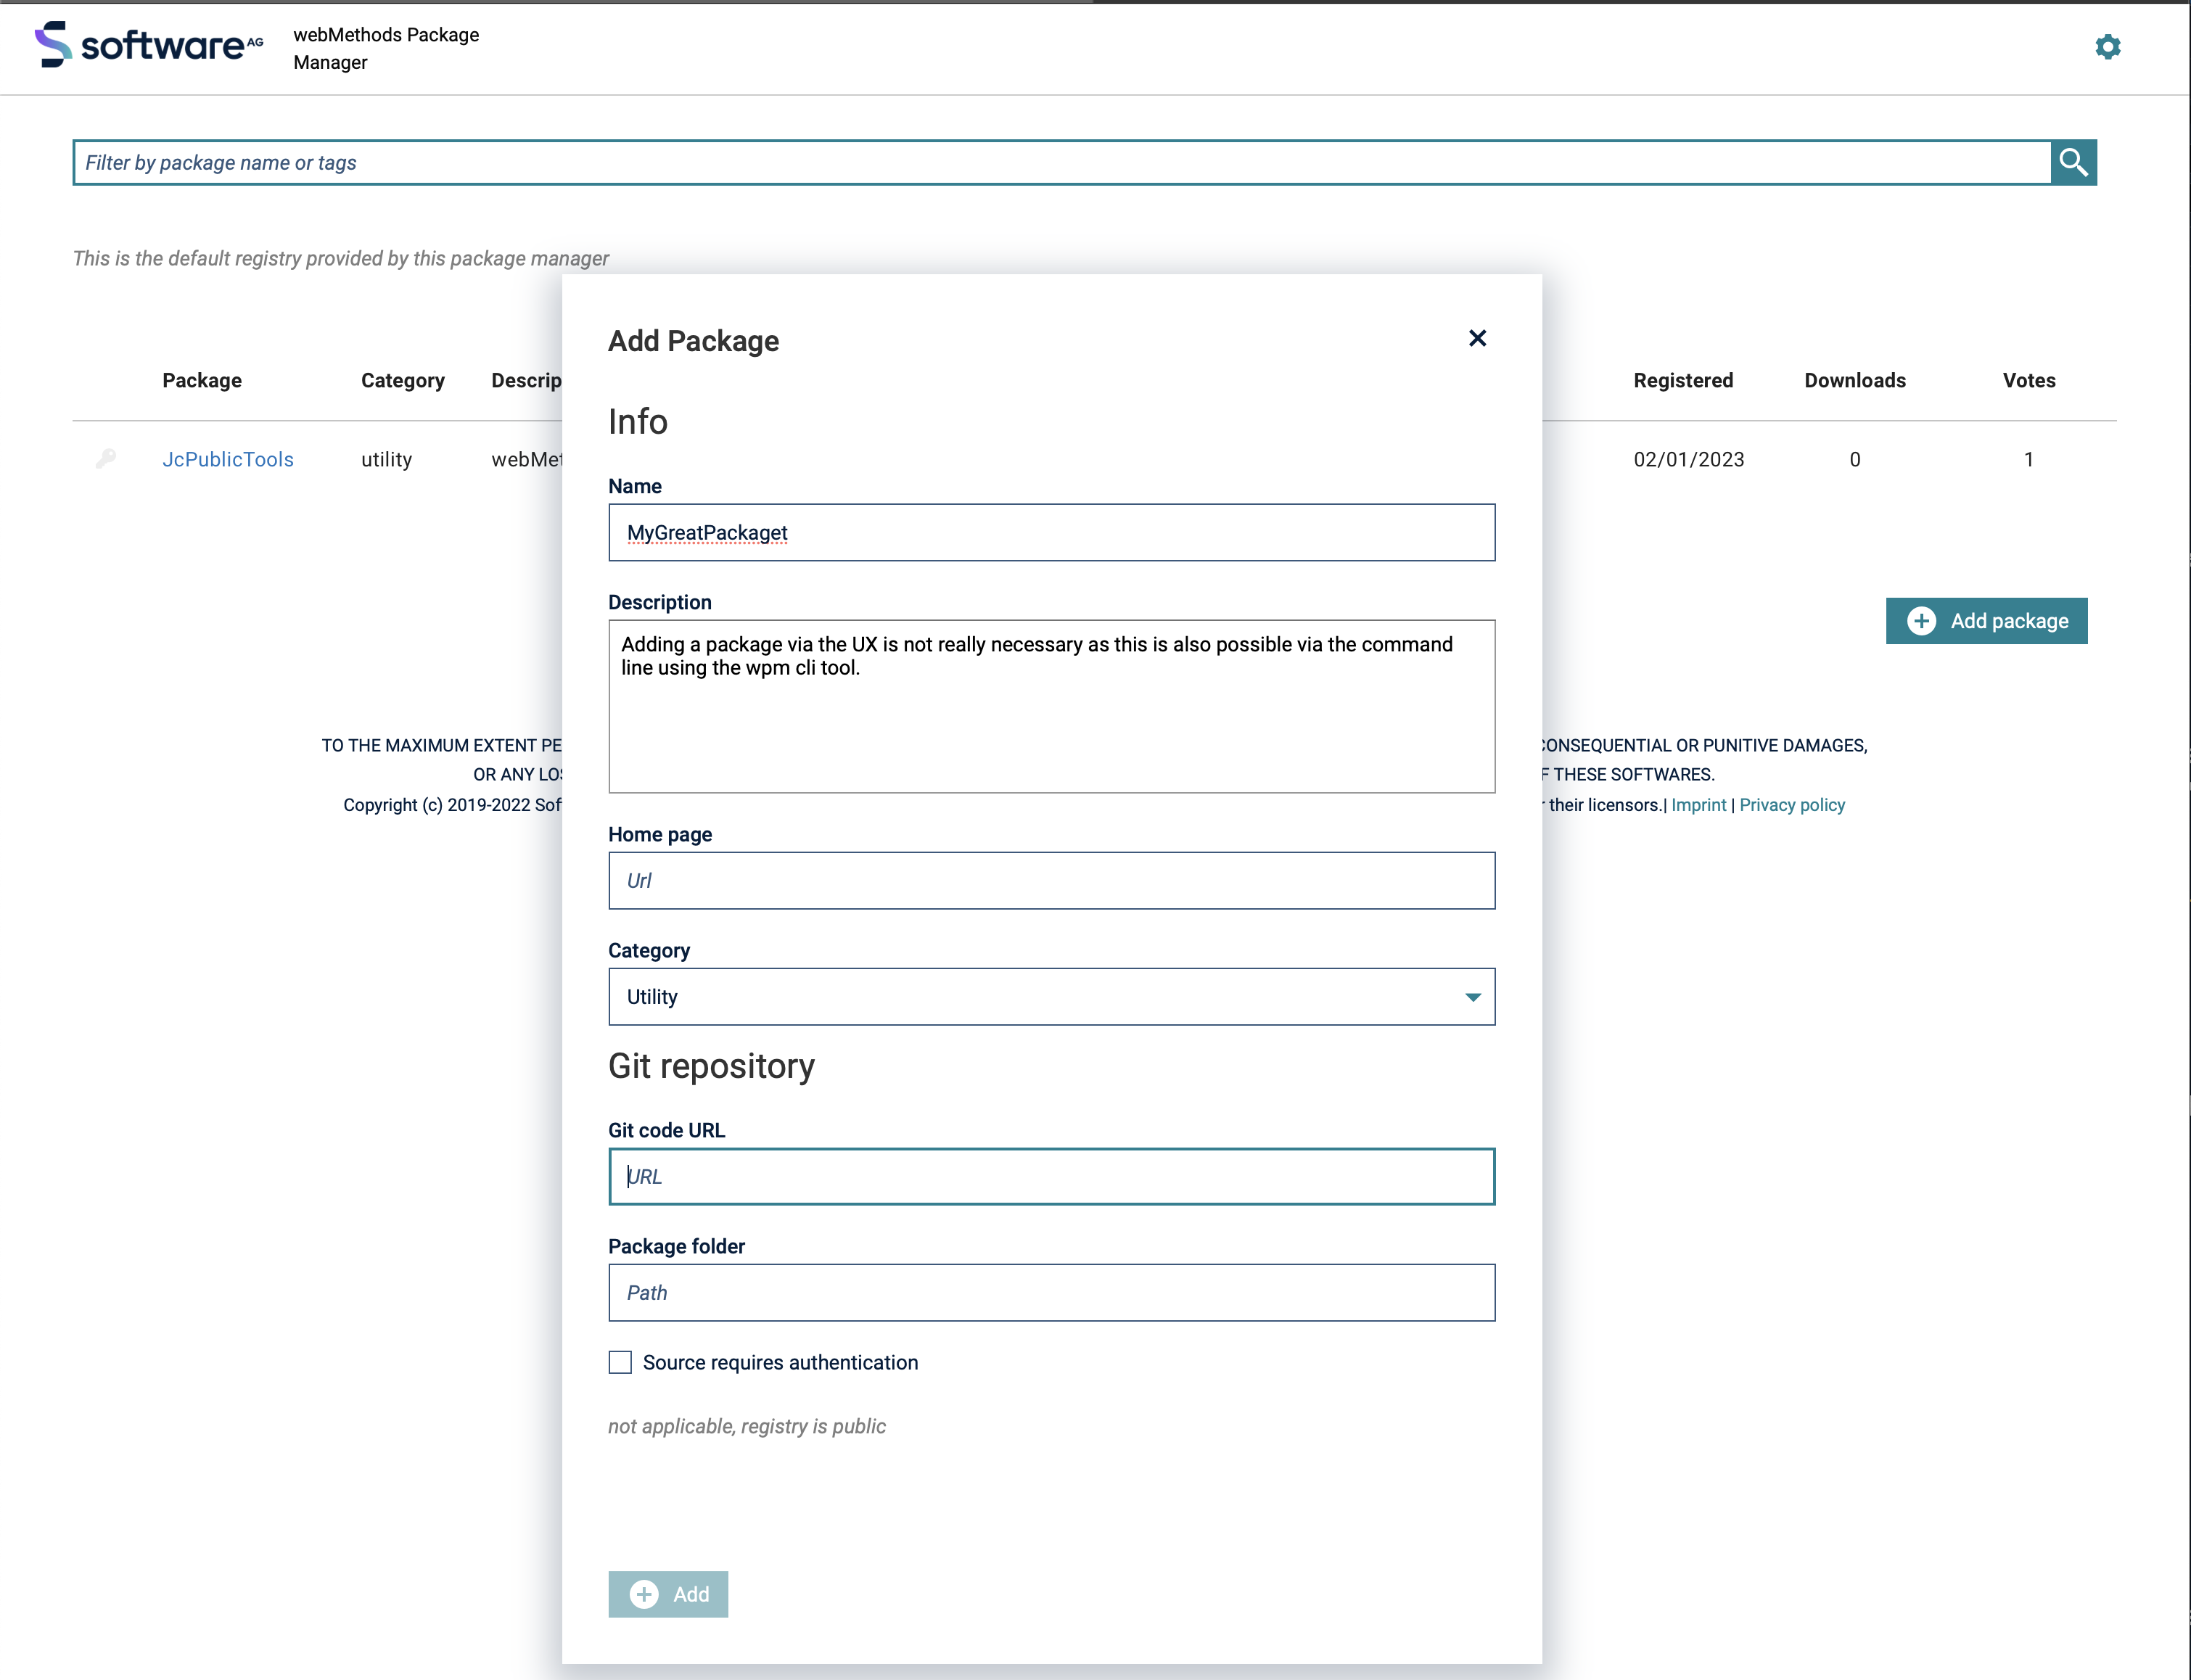 software AG
webMethods Package
Manager
Filter by package name or tags
This is the default registry provided by this package manager
Package Category Descrip Registered Downloads Votes
JcPublicTools utility webMet 02/01/2023 0 1
Add package
TO THE MAXIMUM EXTENT PE CONSEQUENTIAL OR PUNITIVE DAMAGES,
OR ANY LOS F THESE SOFTWARES.
Copyright (c) 2019-2022 Sof r their licensors.| Imprint | Privacy policy
Add Package
Info
Name
MyGreatPackaget
Description
Adding a package via the UX is not really necessary as this is also possible via the command
line using the wpm cli tool.
Home page
Url
Category
Utility
Git repository
Git code URL
URL
Package folder
Path
Source requires authentication
not applicable, registry is public
Add